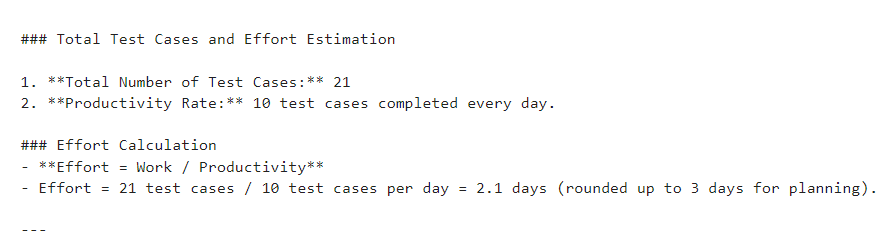 ### Total Test Cases and Effort Estimation
1. **Total Number of Test Cases:** 21
2. **Productivity Rate:** 10 test cases completed every day.
### Effort Calculation
- **Effort = Work / Productivity**
- Effort = 21 test cases / 10 test cases per day = 2.1 days (rounded up to 3 days for planning).
---